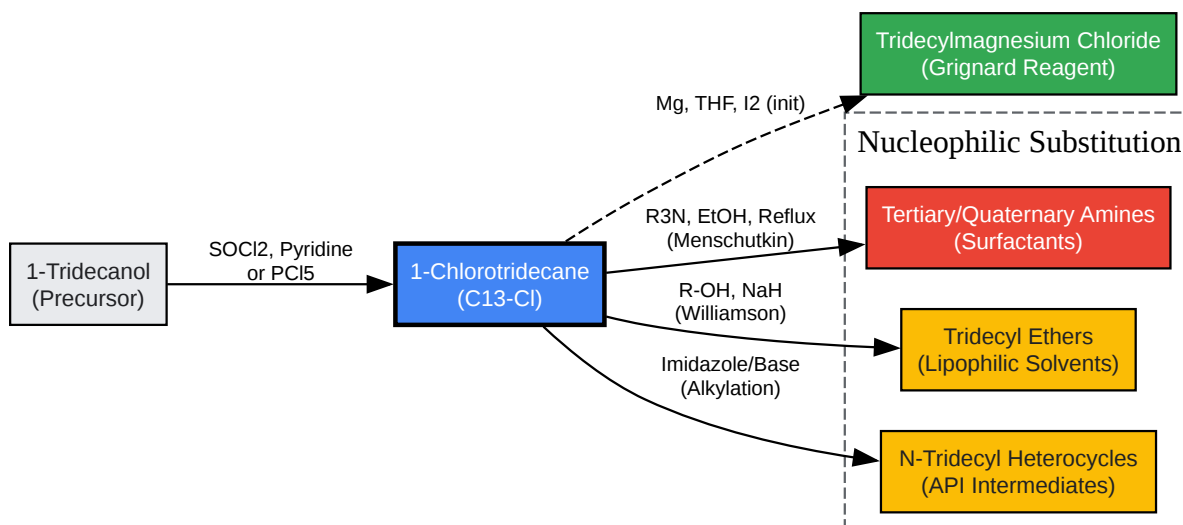 Tridecylmagnesium Chloride
(Grignard Reagent)
Mg, THF, I2 (init)
Nucleophilic Substitution
R3N, EtOH, Reflux
(Menschutkin)
Tertiary/Quaternary Amines
(Surfactants)
1-Tridecanol
(Precursor)
SOCl2, Pyridine
or PCl5
1-Chlorotridecane
(C13-Cl)
R-OH, NaH
(Williamson)
Tridecyl Ethers
(Lipophilic Solvents)
Imidazole/Base
(Alkylation)
N-Tridecyl Heterocycles
(API Intermediates)